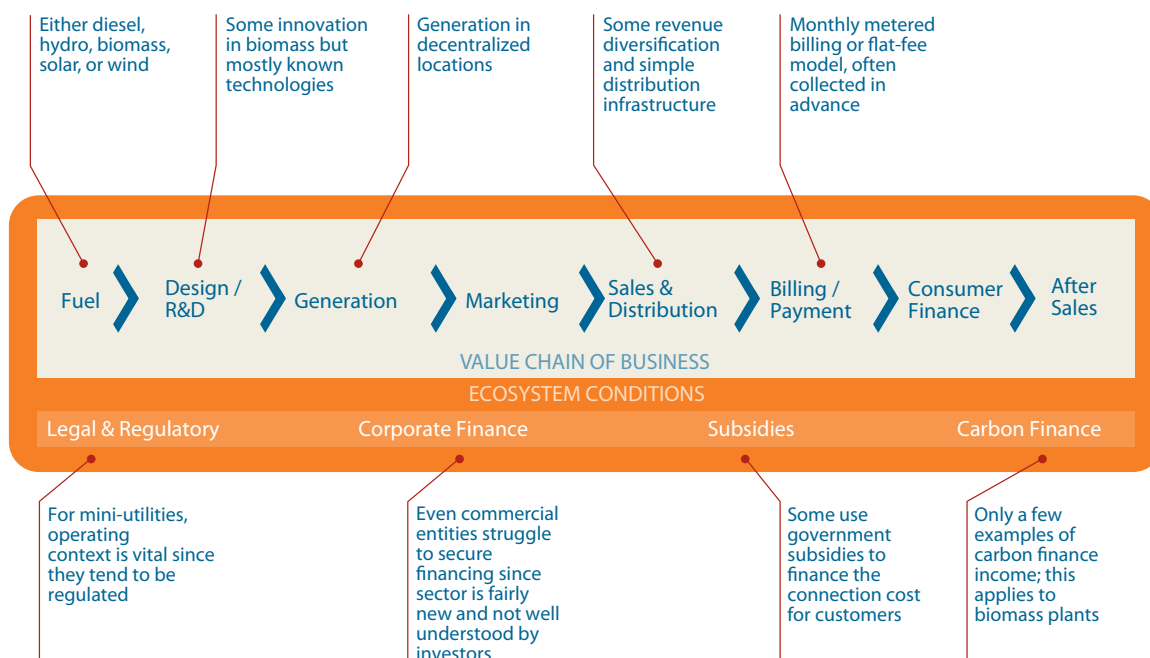 Either diesel,
hydro, biomass,
solar, or wind
Some innovation
in biomass but
mostly known
technologies
Generation in
decentralized
locations
Some revenue
diversification
and simple
distribution
infrastructure
Monthly metered
billing or flat-fee
model, often
collected in
advance
Fuel
Design /
R&D
Generation
Marketing
Sales &
Distribution
Billing /
Payment
Consumer
Finance
After
Sales
VALUE CHAIN OF BUSINESS
ECOSYSTEM CONDITIONS
Legal & Regulatory
Corporate Finance
Subsidies
Carbon Finance
For mini-utilities,
operating
context is vital since
they tend to be
regulated
Even commercial
entities struggle
to secure
financing since
sector is fairly
new and not well
understood by
investors
Some use
government
subsidies to
finance the
connection cost
for customers
Only a few
examples of
carbon finance
income; this
applies to
biomass plants